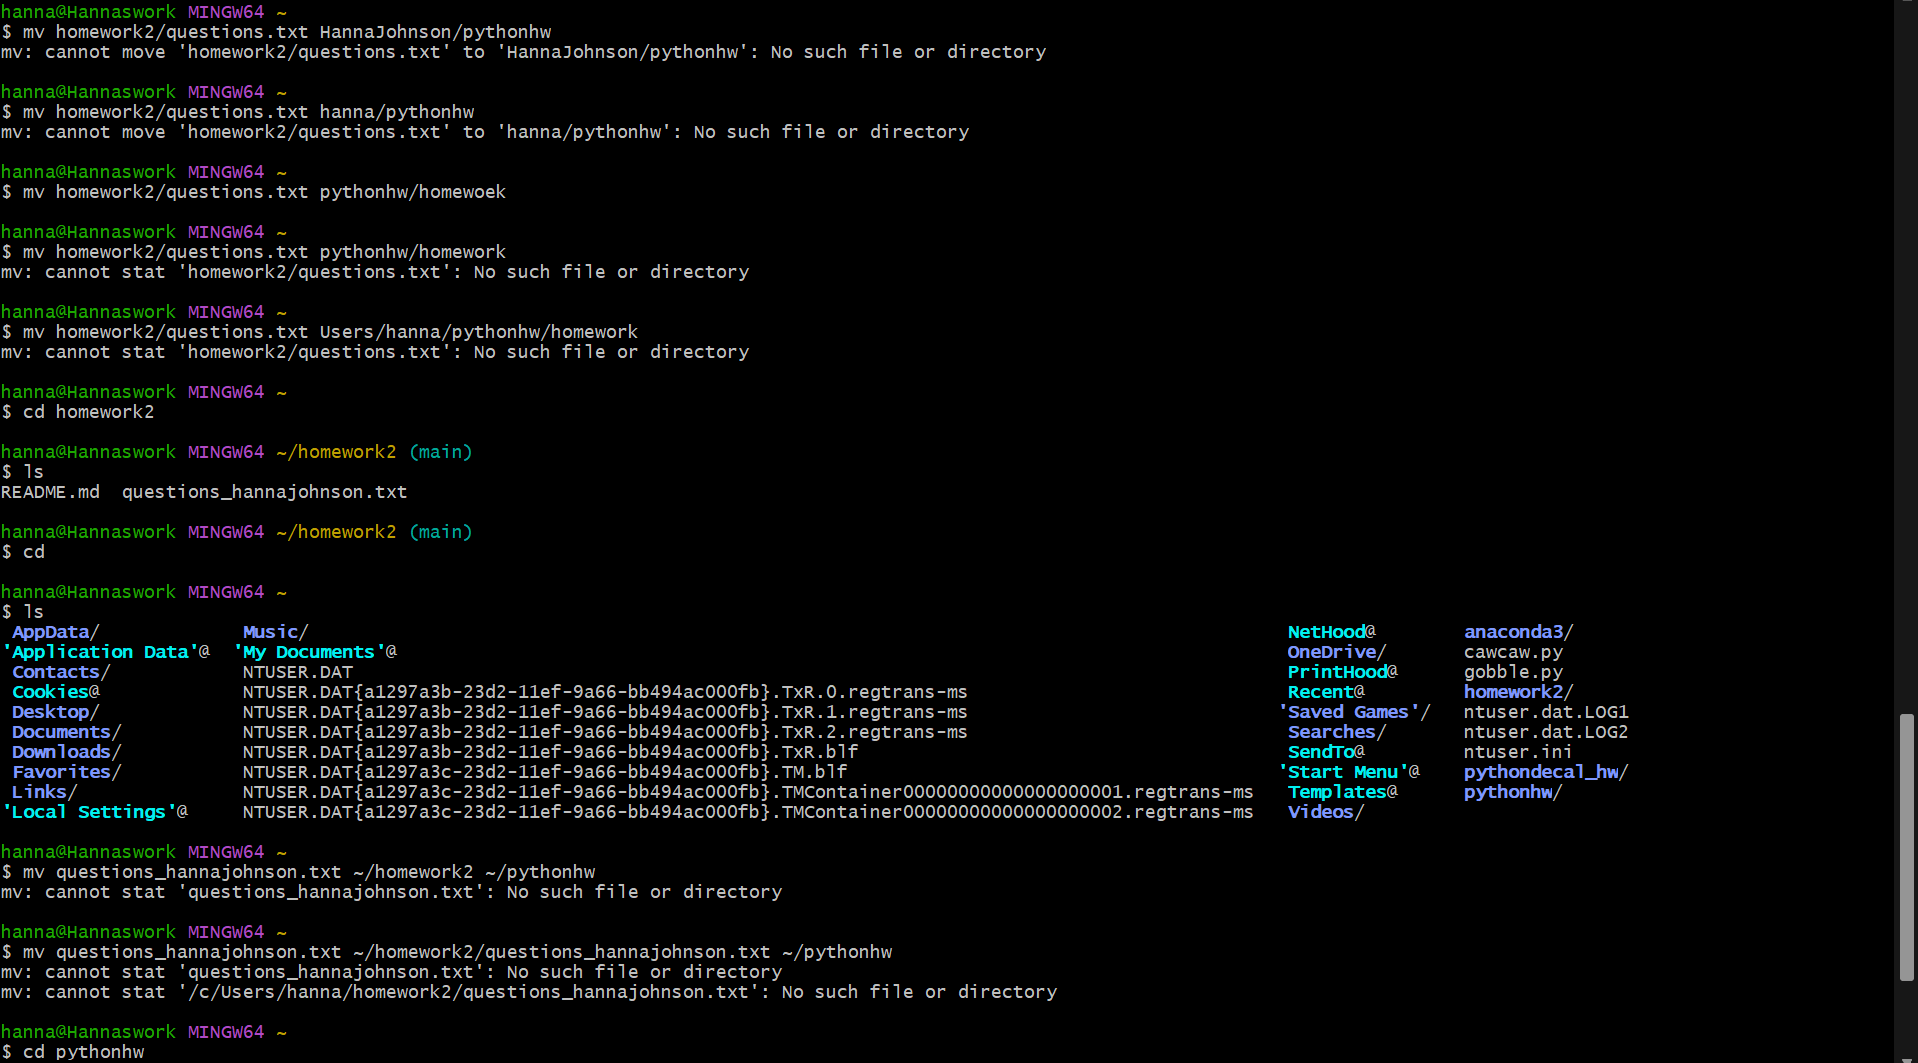 hanna@Hannaswork MINGW64 ~
$ mv homework2/questions.txt HannaJohnson/pythonhw
mv: cannot move 'homework2/questions.txt' to 'HannaJohnson/pythonhw': No such file or directory
hanna@Hannaswork MINGW64 ~
$ mv homework2/questions.txt hanna/pythonhw
mv: cannot move 'homework2/questions.txt' to 'hanna/pythonhw': No such file or directory
hanna@Hannaswork MINGW64 ~
$ mv homework2/questions.txt pythonhw/homewoek
hanna@Hannaswork MINGW64 ~
$ mv homework2/questions.txt pythonhw/homework
mv: cannot stat 'homework2/questions.txt': No such file or directory
hanna@Hannaswork MINGW64 ~
$ mv homework2/questions.txt Users/hanna/pythonhw/homework
mv: cannot stat 'homework2/questions.txt': No such file or directory
hanna@Hannaswork MINGW64 ~
$ cd homework2
hanna@Hannaswork MINGW64 ~/homework2 (main)
$ ls
README.md  questions_hannajohnson.txt
hanna@Hannaswork MINGW64 ~/homework2 (main)
$ cd
hanna@Hannaswork MINGW64 ~
$ ls
AppData/ Music/ NetHood@ anaconda3/
'Application Data'@ 'My Documents'@ OneDrive/ cawcaw.py
Contacts/ NTUSER.DAT PrintHood@ gobble.py
Cookies@ NTUSER.DAT{a1297a3b-23d2-11ef-9a66-bb494ac000fb}.TxR.0.regtrans-ms Recent@ homework2/
Desktop/ NTUSER.DAT{a1297a3b-23d2-11ef-9a66-bb494ac000fb}.TxR.1.regtrans-ms 'Saved Games'/ ntuser.dat.LOG1
Documents/ NTUSER.DAT{a1297a3b-23d2-11ef-9a66-bb494ac000fb}.TxR.2.regtrans-ms Searches/ ntuser.dat.LOG2
Downloads/ NTUSER.DAT{a1297a3b-23d2-11ef-9a66-bb494ac000fb}.TxR.blf SendTo@ ntuser.ini
Favorites/ NTUSER.DAT{a1297a3c-23d2-11ef-9a66-bb494ac000fb}.TM.blf 'Start Menu'@ pythondecal_hw/
Links/ NTUSER.DAT{a1297a3c-23d2-11ef-9a66-bb494ac000fb}.TMContainer00000000000000000001.regtrans-ms Templates@ pythonhw/
'Local Settings'@ NTUSER.DAT{a1297a3c-23d2-11ef-9a66-bb494ac000fb}.TMContainer00000000000000000002.regtrans-ms Videos/
hanna@Hannaswork MINGW64 ~
$ mv questions_hannajohnson.txt ~/homework2 ~/pythonhw
mv: cannot stat 'questions_hannajohnson.txt': No such file or directory
hanna@Hannaswork MINGW64 ~
$ mv questions_hannajohnson.txt ~/homework2/questions_hannajohnson.txt ~/pythonhw
mv: cannot stat 'questions_hannajohnson.txt': No such file or directory
mv: cannot stat '/c/Users/hanna/homework2/questions_hannajohnson.txt': No such file or directory
hanna@Hannaswork MINGW64 ~
$ cd pythonhw